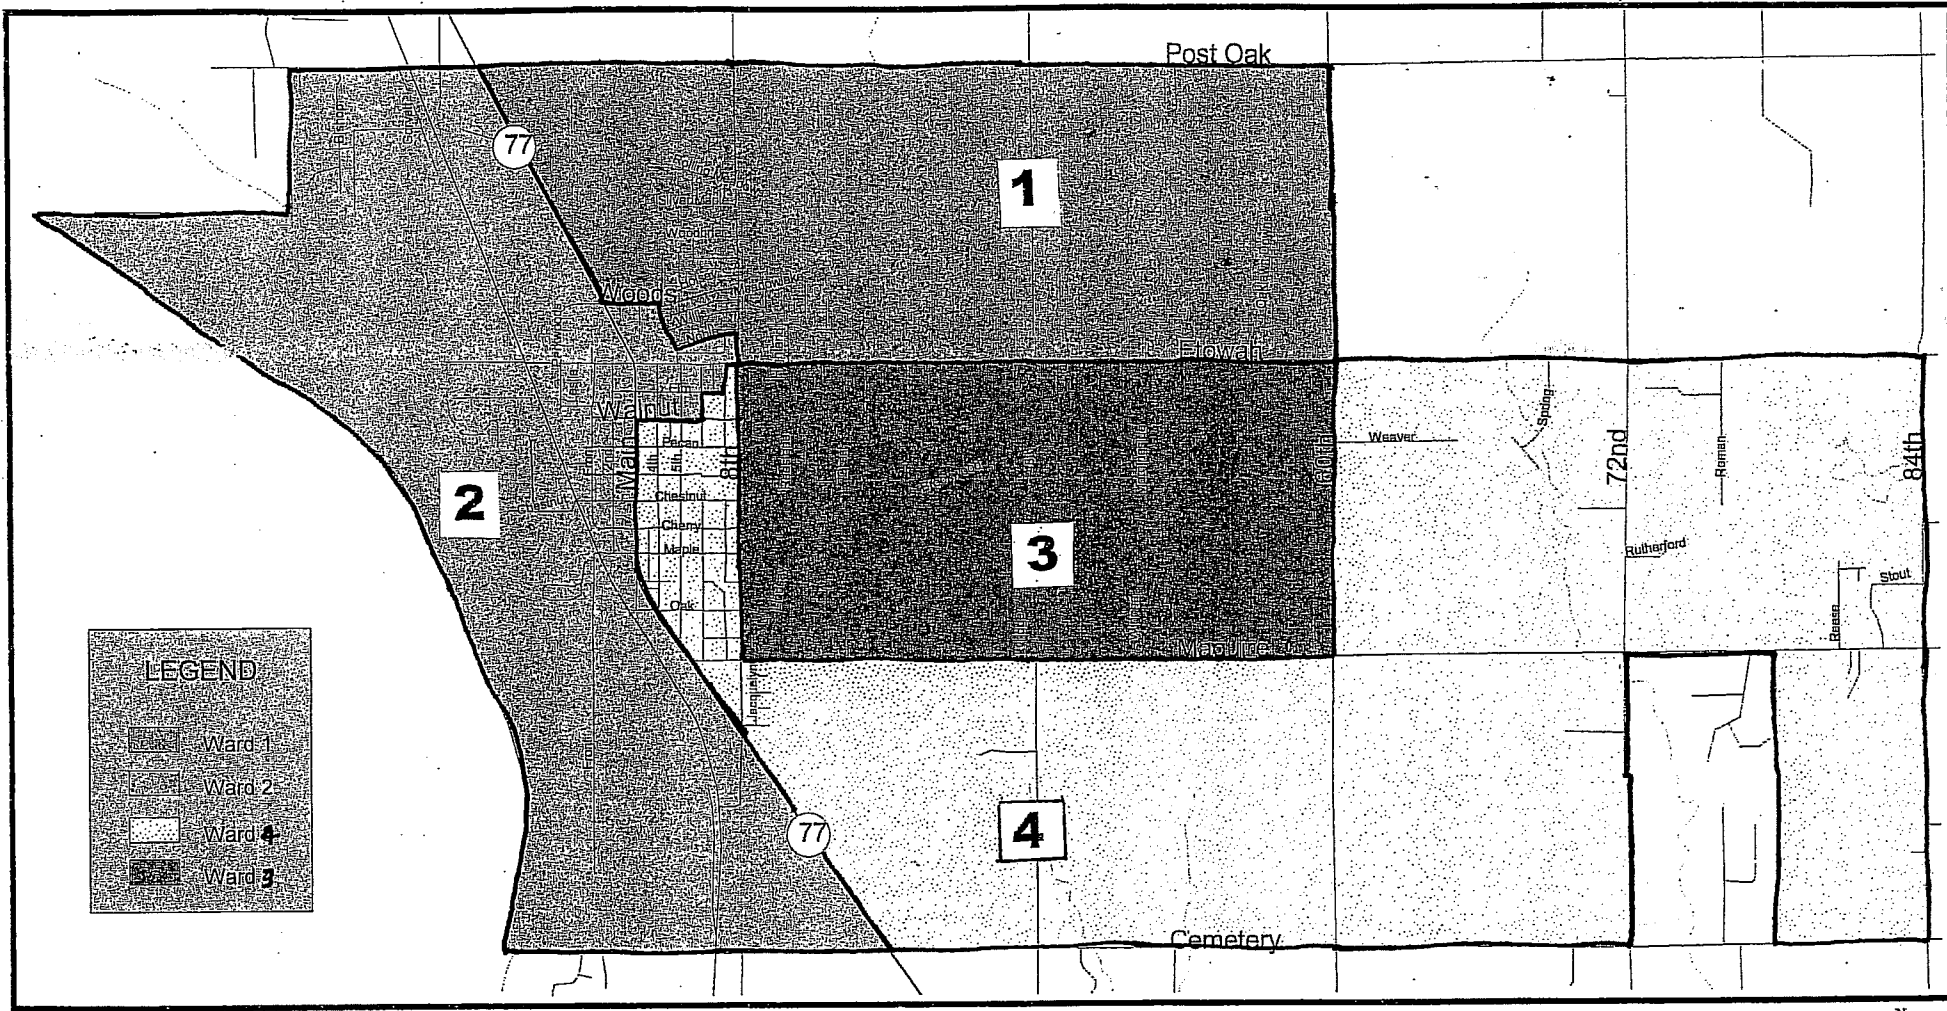 Post Oak
77
1
Woods
Etowah
Walnut
Main
4th
5th
8th
Pecan
Chestnut
Cherry
Maple
Oak
2
3
60th
Weaver
Spring
72nd
Roman
84th
Rutherford
Stout
Reese
Maguire
4
77
Cemetery
LEGEND
Ward 1
Ward 2
Ward 4
Ward 3